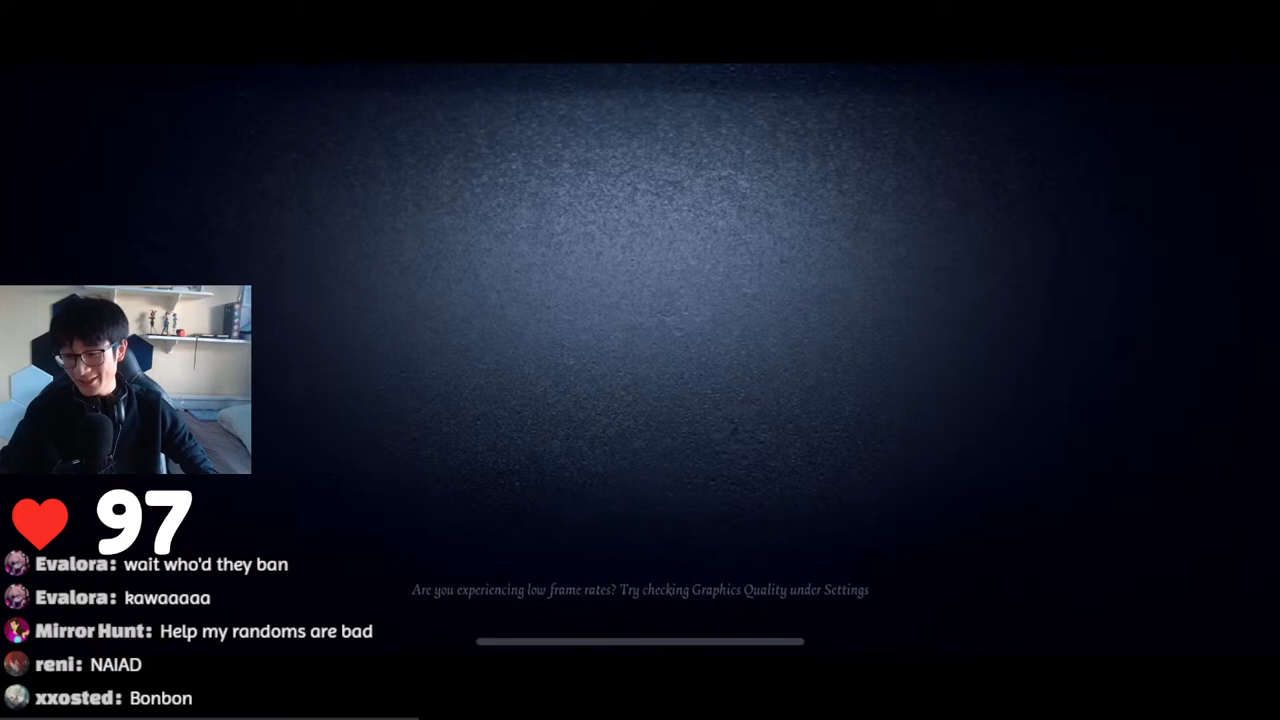 97
Evalora: wait who'd they ban
Evalora: kawaaaaa
Are you experiencing low frame rates? Try checking Graphics Quality under Settings
Mirror Hunt: Help my randoms are bad
reni: NAIAD
xxosted: Bonbon